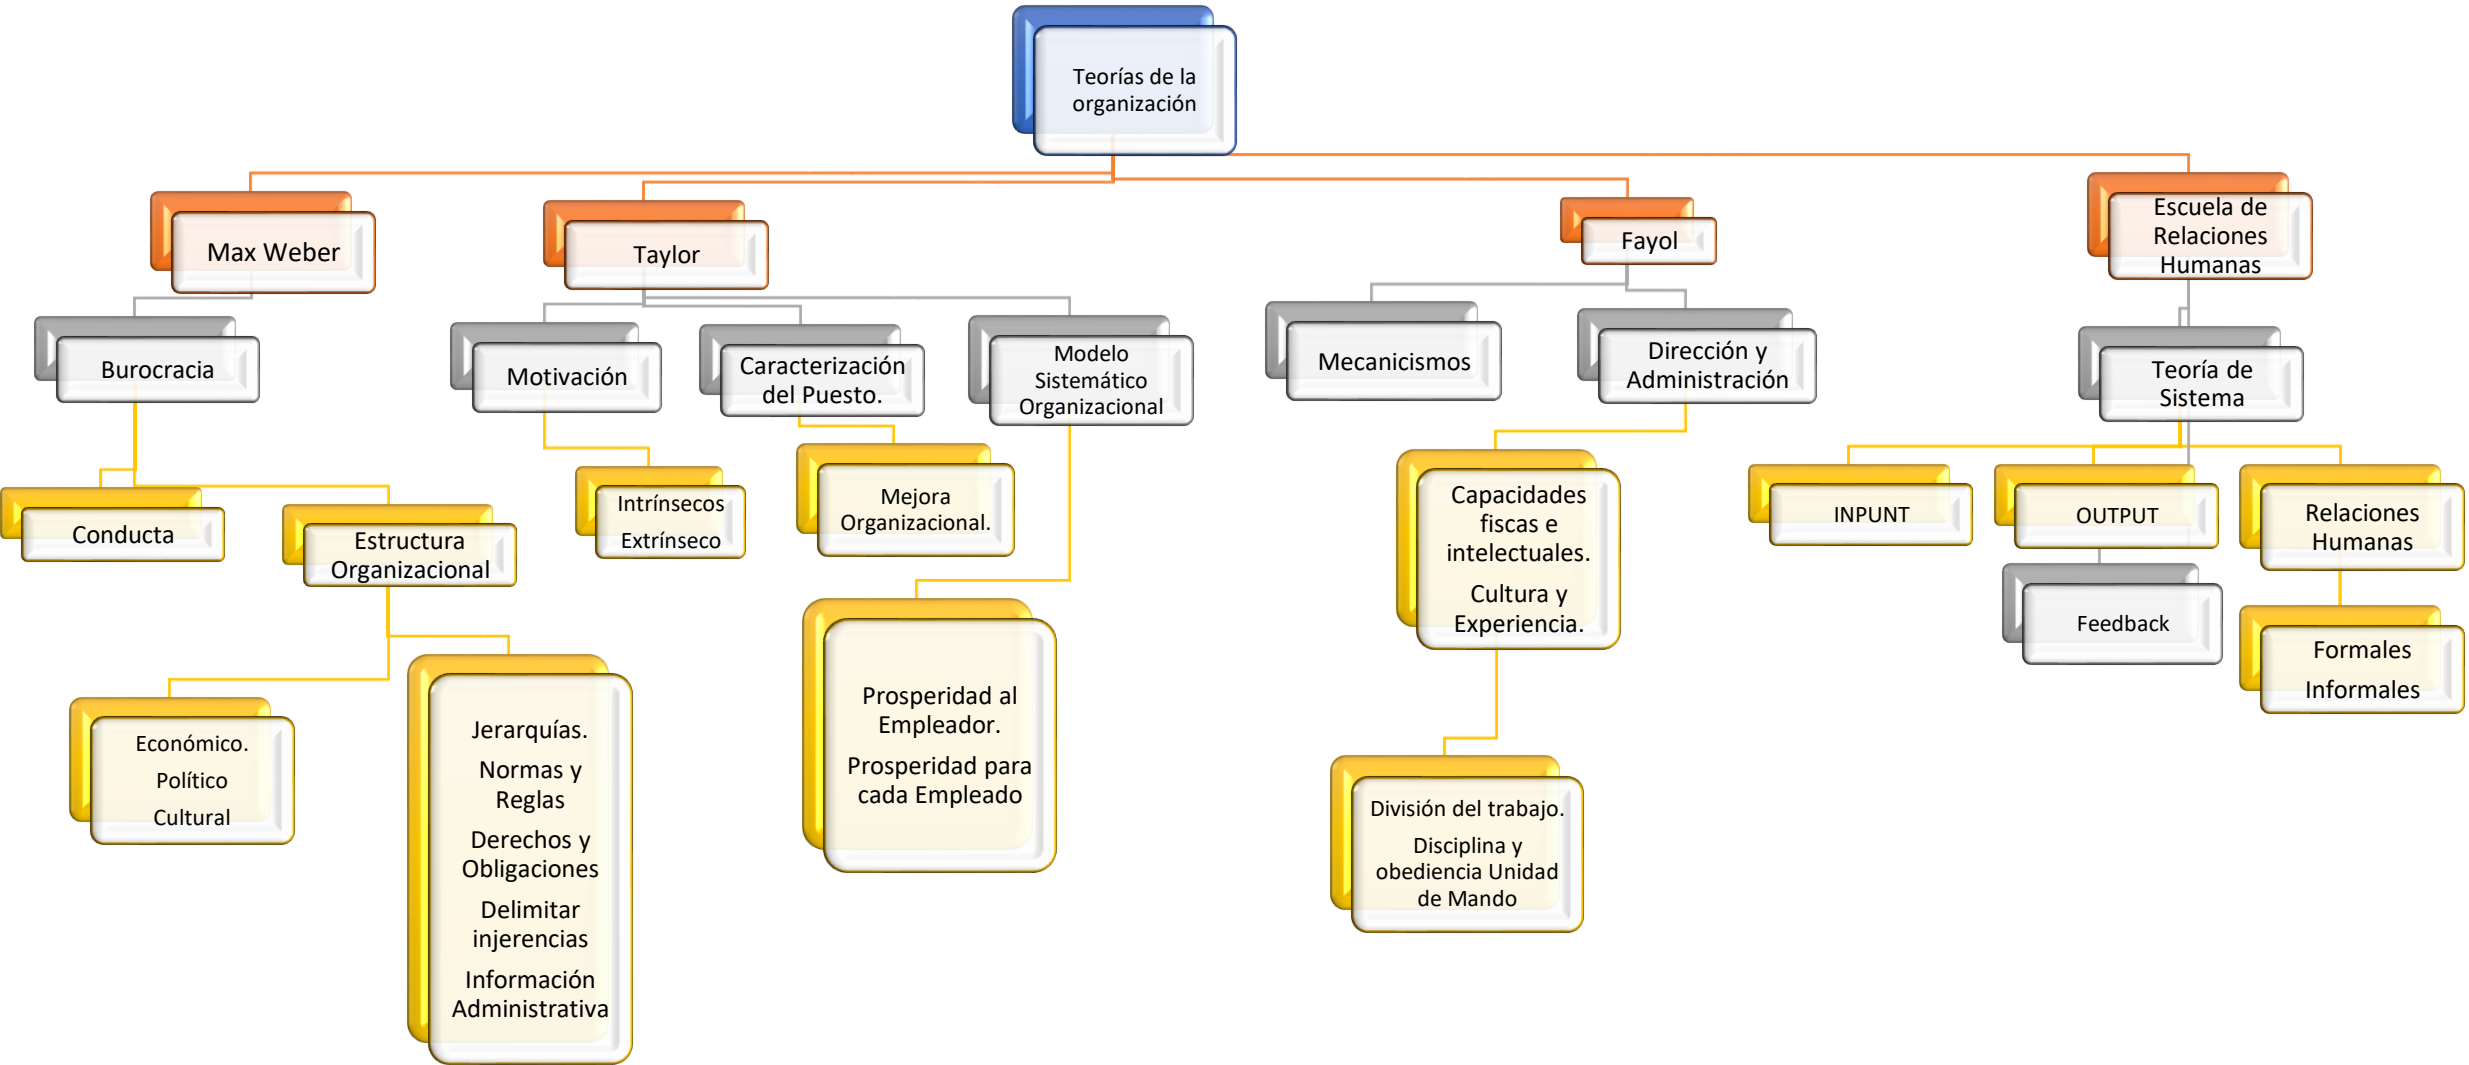 Teorías de la
organización
Max Weber
Taylor
Fayol
Escuela de
Relaciones
Humanas
Burocracia
Motivación
Caracterización
del Puesto.
Modelo
Sistemático
Organizacional
Mecanicismos
Dirección y
Administración
Teoría de
Sistema
Conducta
Estructura
Organizacional
Intrínsecos
Extrínseco
Mejora
Organizacional.
Capacidades
fiscas e
intelectuales.
Cultura y
Experiencia.
INPUNT
OUTPUT
Relaciones
Humanas
Económico.
Político
Cultural
Jerarquías.
Normas y
Reglas
Derechos y
Obligaciones
Delimitar
injerencias
Información
Administrativa
Prosperidad al
Empleador.
Prosperidad para
cada Empleado
División del trabajo.
Disciplina y
obediencia Unidad
de Mando
Feedback
Formales
Informales